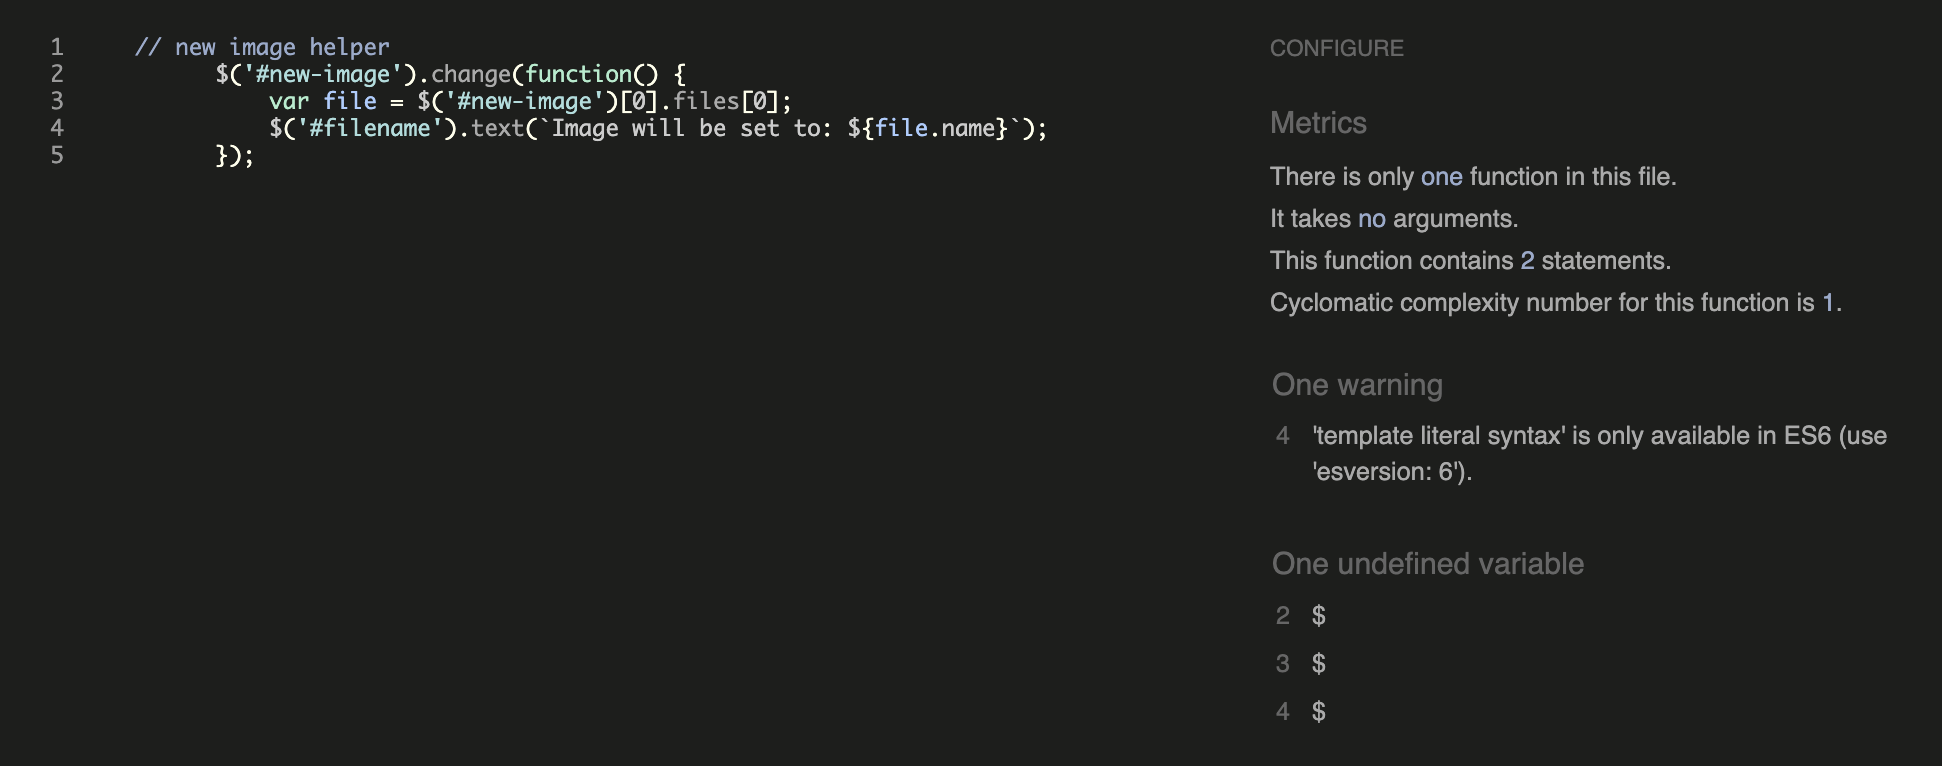 1 // new image helper
2 $('#new-image').change(function() {
3 var file = $('#new-image')[0].files[0];
4 $('#filename').text(`Image will be set to: ${file.name}`);
5 });
CONFIGURE
Metrics
There is only one function in this file.
It takes no arguments.
This function contains 2 statements.
Cyclomatic complexity number for this function is 1.
One warning
4 'template literal syntax' is only available in ES6 (use
'esversion: 6').
One undefined variable
2 $
3 $
4 $